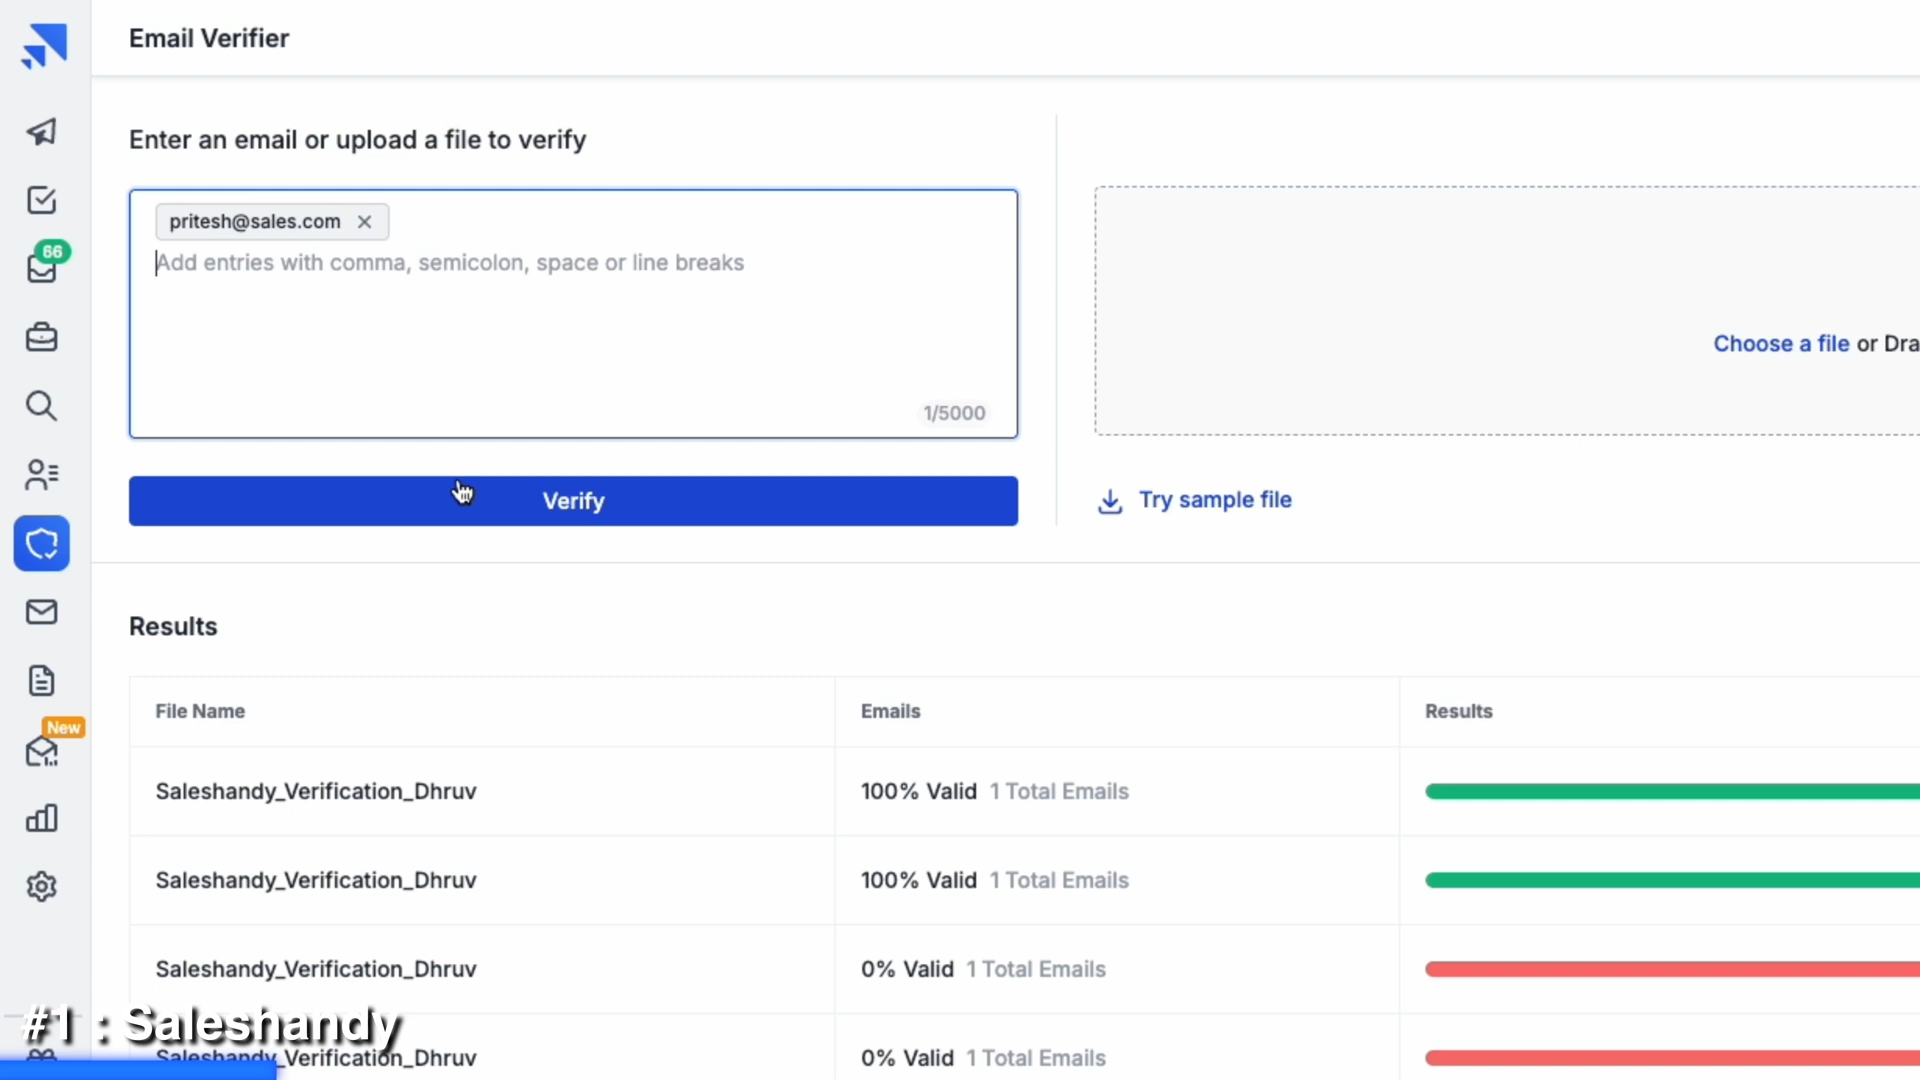 Email Verifier
Enter an email or upload a file to verify
pritesh@sales.com
Add entries with comma, semicolon, space or line breaks
1/5000
Verify
Choose a file or Dra
Try sample file
66
New
Results
File Name Emails Results
Saleshandy_Verification_Dhruv 100% Valid 1 Total Emails
Saleshandy_Verification_Dhruv 100% Valid 1 Total Emails
Saleshandy_Verification_Dhruv 0% Valid 1 Total Emails
#1 : Saleshandy
Saleshandy_Verification_Dhruv 0% Valid 1 Total Emails